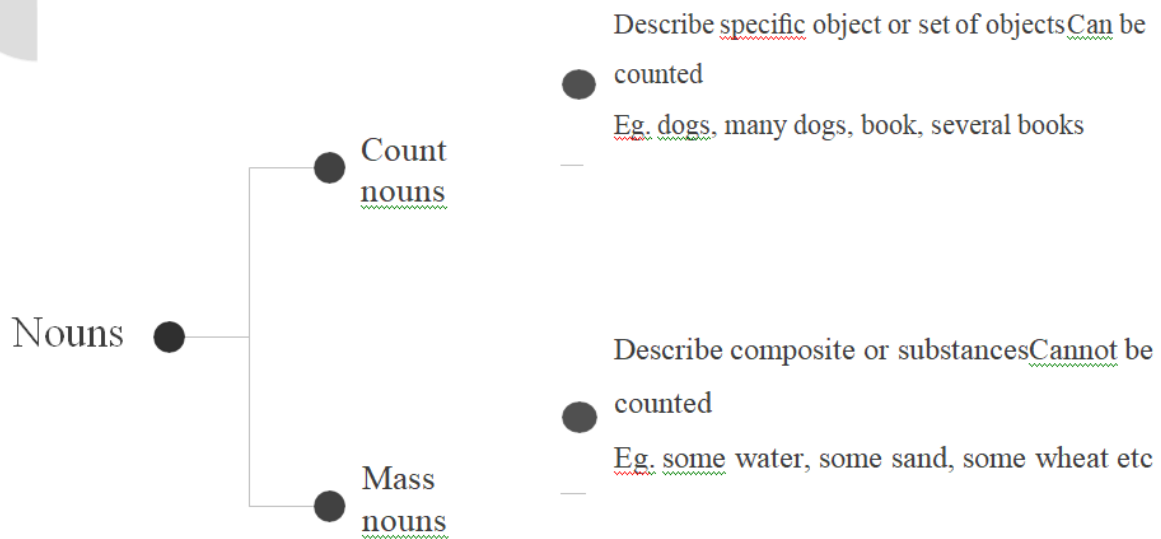 Describe specific object or set of objectsCan be
counted
Eg. dogs, many dogs, book, several books
Count
nouns
Nouns
Describe composite or substancesCannot be
counted
Eg. some water, some sand, some wheat etc
Mass
nouns